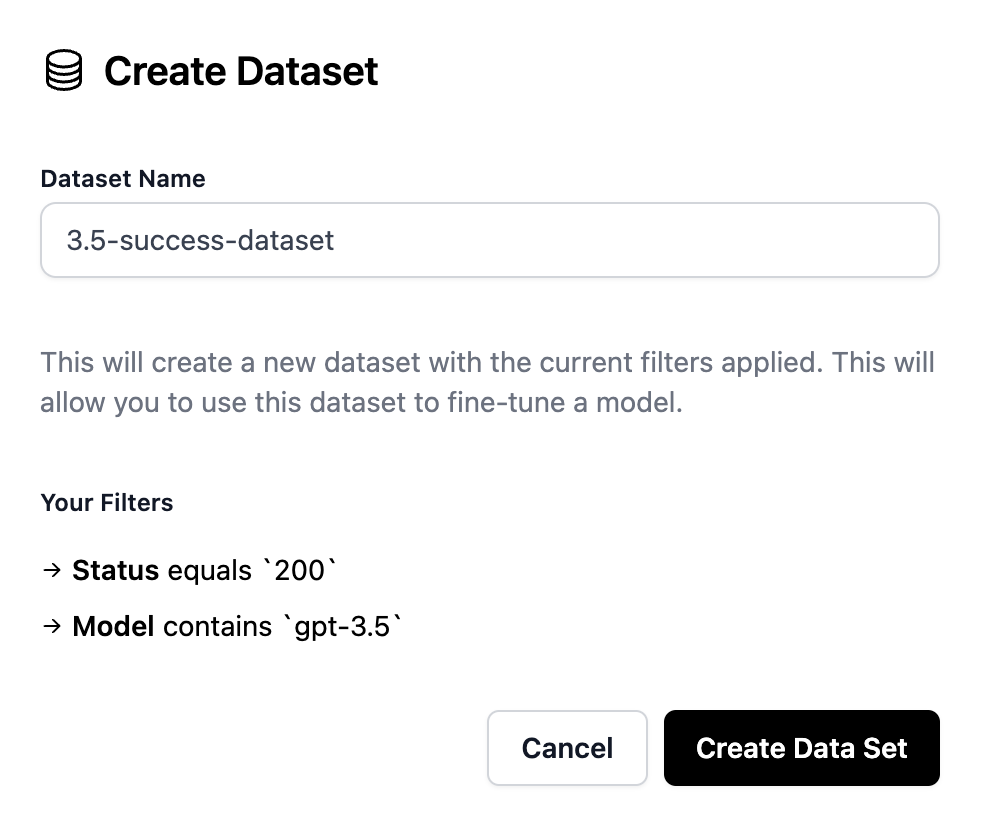 Create Dataset
Dataset Name
3.5-success-dataset
This will create a new dataset with the current filters applied. This will
allow you to use this dataset to fine-tune a model.
Your Filters
→ Status equals `200`
→ Model contains `gpt-3.5`
Cancel Create Data Set